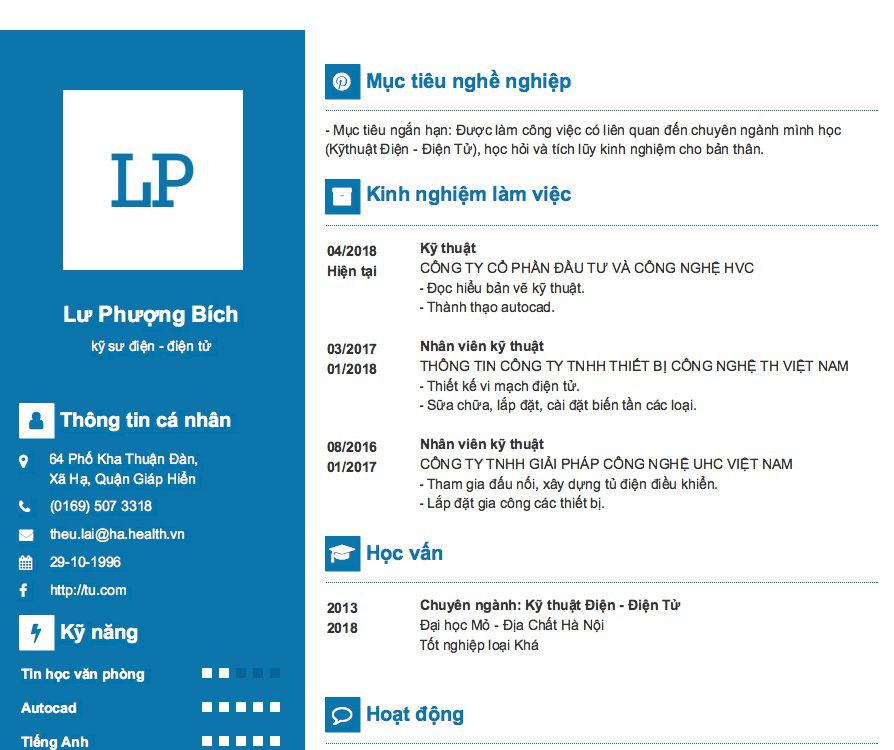 LP
Lư Phượng Bích
kỹ sư điện - điện tử
Thông tin cá nhân
64 Phố Kha Thuận Đàn,
Xã Hạ, Quận Giáp Hiển
(0169) 507 3318
theu.lai@ha.health.vn
29-10-1996
http://tu.com
Kỹ năng
Tin học văn phòng
Autocad
Tiếng Anh
Mục tiêu nghề nghiệp
- Mục tiêu ngắn hạn: Được làm công việc có liên quan đến chuyên ngành mình học
(Kỹthuật Điện - Điện Tử), học hỏi và tích lũy kinh nghiệm cho bản thân.
Kinh nghiệm làm việc
04/2018
Hiện tại
Kỹ thuật
CÔNG TY CỔ PHẦN ĐẦU TƯ VÀ CÔNG NGHỆ HVC
- Đọc hiểu bản vẽ kỹ thuật.
- Thành thạo autocad.
03/2017
01/2018
Nhân viên kỹ thuật
THÔNG TIN CÔNG TY TNHH THIẾT BỊ CÔNG NGHỆ TH VIỆT NAM
- Thiết kế vi mạch điện tử.
- Sữa chữa, lắp đặt, cài đặt biến tần các loại.
08/2016
01/2017
Nhân viên kỹ thuật
CÔNG TY TNHH GIẢI PHÁP CÔNG NGHỆ UHC VIỆT NAM
- Tham gia đấu nối, xây dựng tủ điện điều khiển.
- Lắp đặt gia công các thiết bị.
Học vấn
2013
2018
Chuyên ngành: Kỹ thuật Điện - Điện Tử
Đại học Mỏ - Địa Chất Hà Nội
Tốt nghiệp loại Khá
Hoạt động